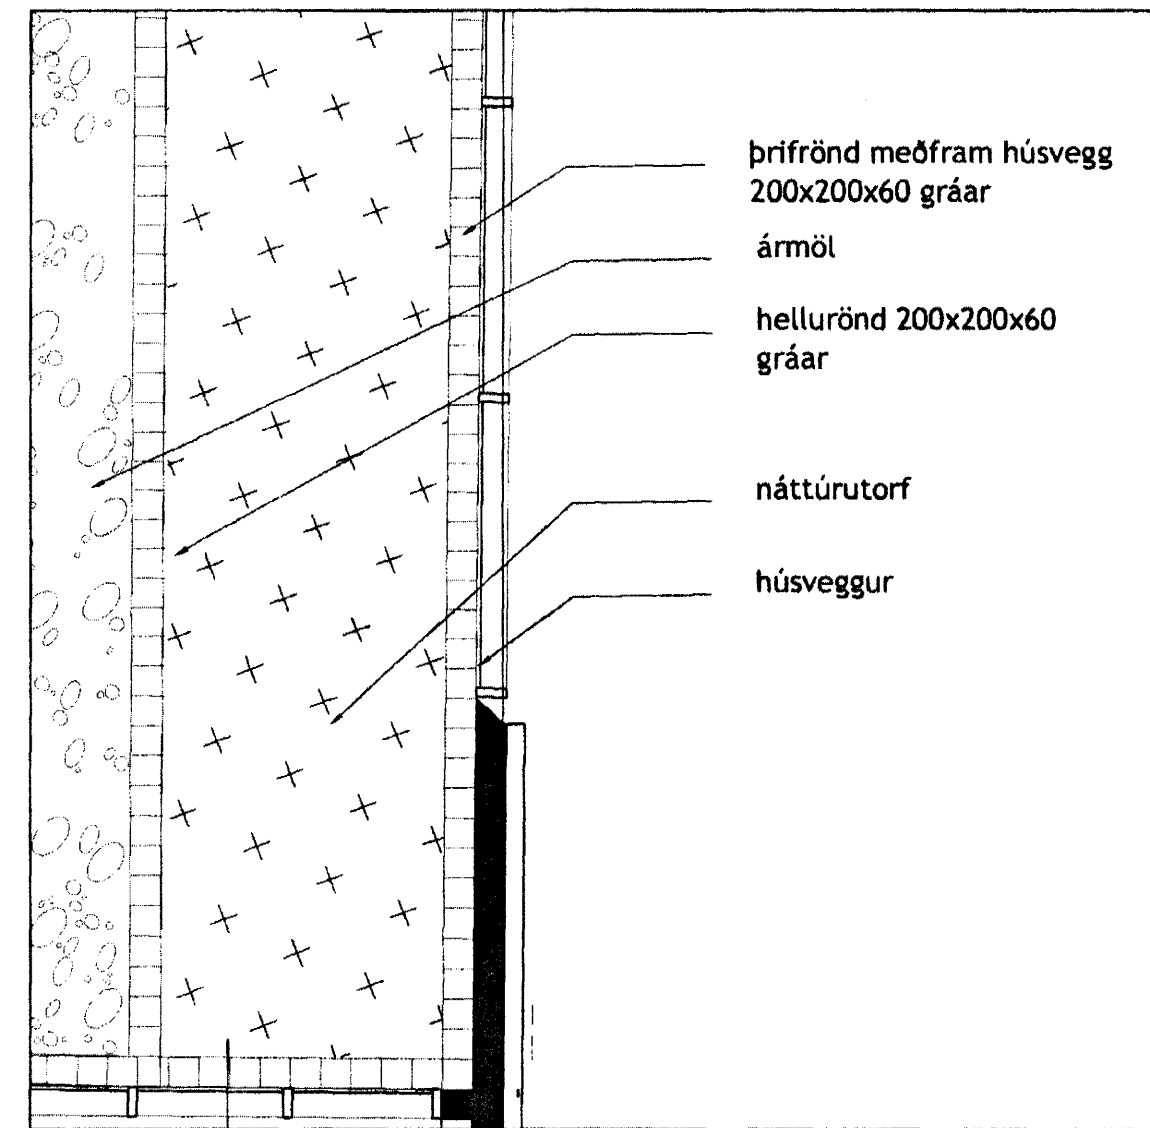 þrifrönd meðfram húsvegg
200x200x60 gráar
ármöl
hellurönd 200x200x60
gráar
náttúrutorf
húsveggur